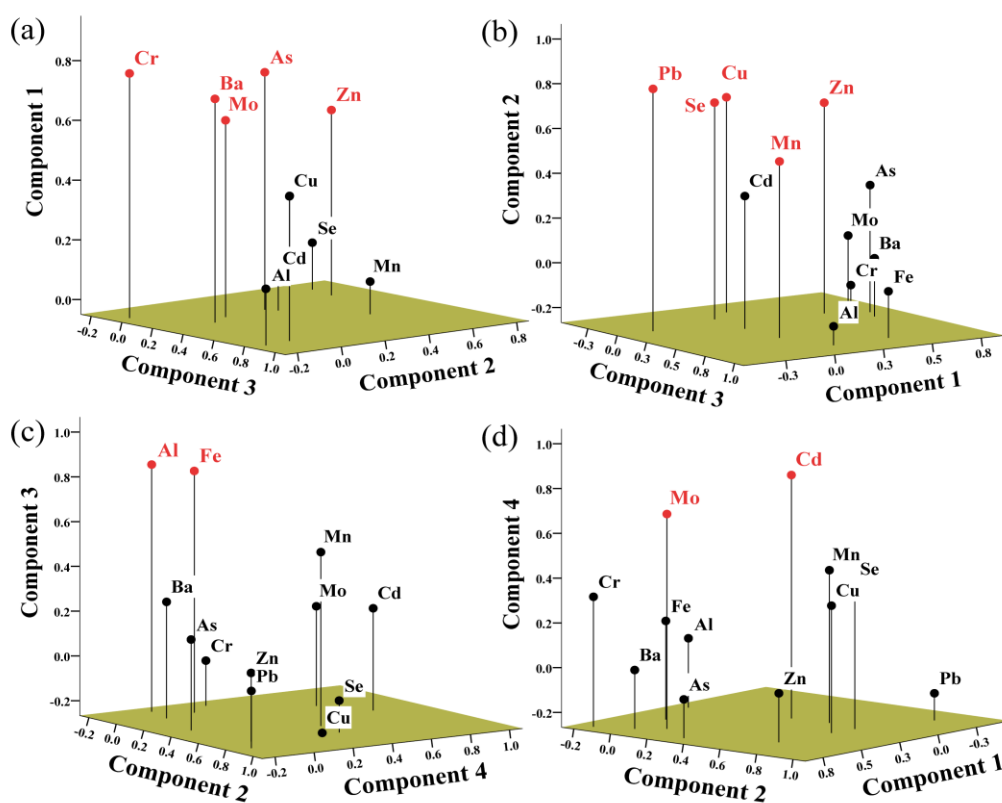 (a)
Component 1
0.8
0.6
0.4
0.2
0.0
Cr
Ba
Mo
As
Zn
Cu
Se
Cd
Al
Mn
-0.2 0.0 0.2 0.4 0.6 0.8 1.0
Component 3
-0.2 0.0 0.2 0.4 0.6 0.8
Component 2
(b)
Component 2
1.0
0.8
0.6
0.4
0.2
0.0
-0.2
Pb
Cu
Se
Zn
Mn
Cd
As
Mo
Ba
Cr
Fe
Al
-0.3 0.0 0.3 0.5 0.8 1.0
Component 3
-0.3 0.0 0.3 0.5 0.8
Component 1
(c)
Component 3
1.0
0.8
0.6
0.4
0.2
0.0
-0.2
Al
Fe
Mn
Ba
Mo
Cd
As
Cr
Zn
Pb
Se
Cu
-0.2 0.0 0.2 0.4 0.6 0.8 1.0
Component 2
-0.2 0.0 0.2 0.4 0.6 0.8 1.0
Component 4
(d)
Component 4
1.0
0.8
0.6
0.4
0.2
0.0
-0.2
Cd
Mo
Cr
Mn
Se
Fe
Cu
Al
Ba
As
Zn
Pb
-0.2 0.0 0.2 0.4 0.6 0.8 1.0
Component 2
0.8 0.5 0.3 0.0 -0.3
Component 1